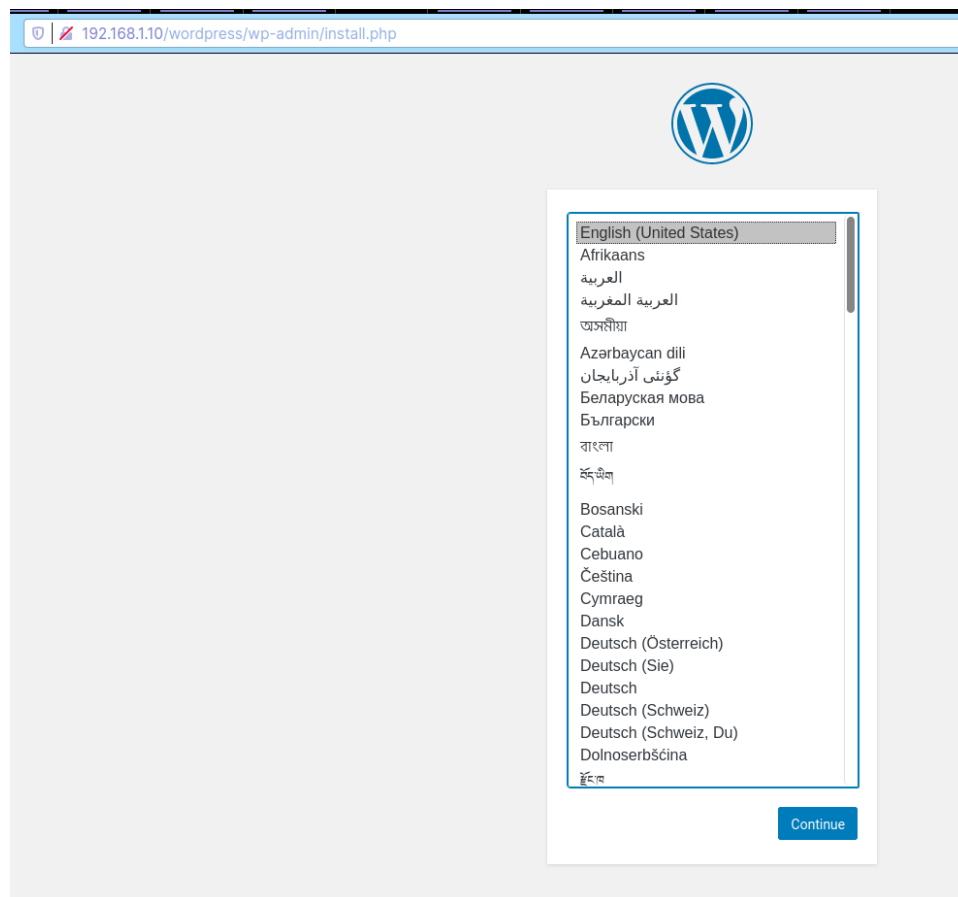 192.168.1.10/wordpress/wp-admin/install.php
English (United States)
Afrikaans
العربية
العربية المغربية
অসমীয়া
Azərbaycan dili
گؤنئی آذربایجان
Беларуская мова
Български
বাংলা
བོད་ཡིག
Bosanski
Català
Cebuano
Čeština
Cymraeg
Dansk
Deutsch (Österreich)
Deutsch (Sie)
Deutsch
Deutsch (Schweiz)
Deutsch (Schweiz, Du)
Dolnoserbšćina
རྫོང་ཁ
Continue